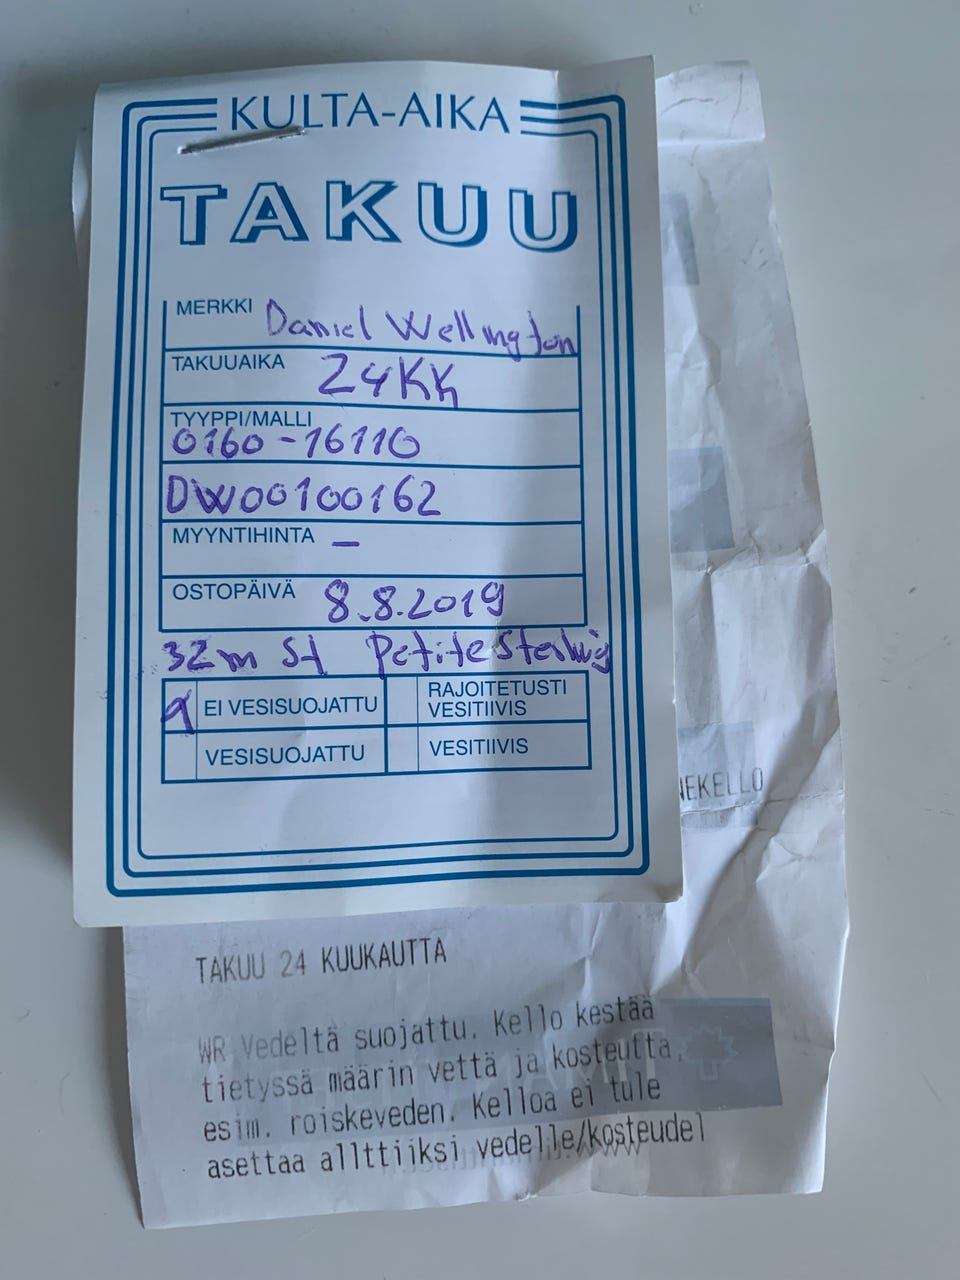 KULTA-AIKA
TAKUU
MERKKI Daniel Wellington
TAKUUAIKA 24KK
TYYPPI/MALLI
0160-16110
DW00100162
MYYNTIHINTA –
OSTOPÄIVÄ 8.8.2019
32m St Petite Sterling
EI VESISUOJATTU RAJOITETUSTI VESITIIVIS
VESISUOJATTU VESITIIVIS
NEKELLO
TAKUU 24 KUUKAUTTA
WR Vedeltä suojattu. Kello kestää
tietyssä määrin vettä ja kosteutta,
esim. roiskeveden. Kelloa ei tule
asettaa allttiiksi vedelle/kosteudel